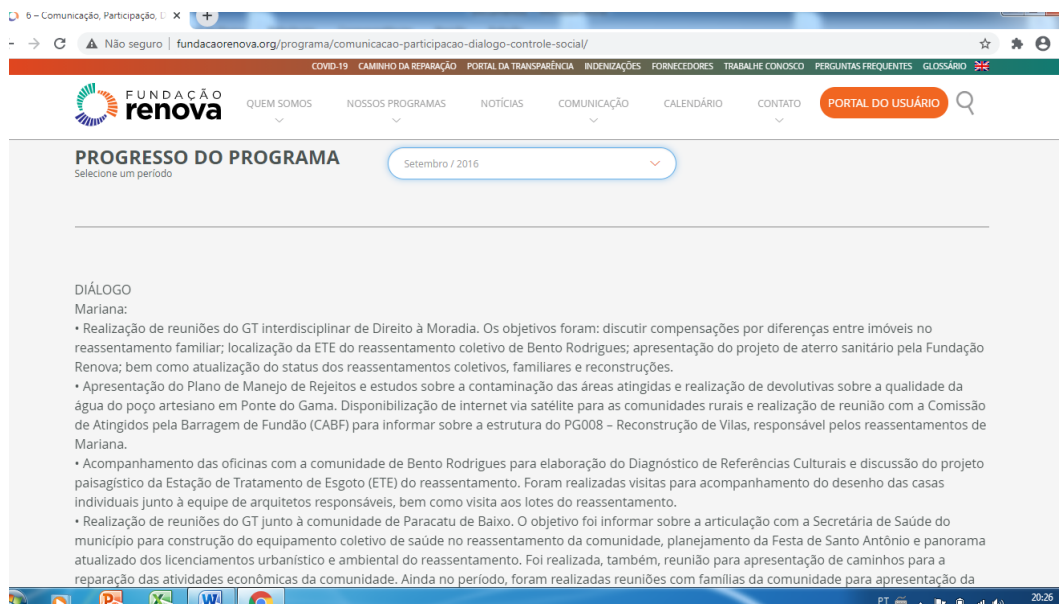 6 – Comunicação, Participação, D
Não seguro | fundacaorenova.org/programa/comunicacao-participacao-dialogo-controle-social/
COVID-19 CAMINHO DA REPARAÇÃO PORTAL DA TRANSPARÊNCIA INDENIZAÇÕES FORNECEDORES TRABALHE CONOSCO PERGUNTAS FREQUENTES GLOSSÁRIO
FUNDAÇÃO
renova
QUEM SOMOS NOSSOS PROGRAMAS NOTÍCIAS COMUNICAÇÃO CALENDÁRIO CONTATO PORTAL DO USUÁRIO
PROGRESSO DO PROGRAMA
Selecione um período
Setembro / 2016
DIÁLOGO
Mariana:
• Realização de reuniões do GT interdisciplinar de Direito à Moradia. Os objetivos foram: discutir compensações por diferenças entre imóveis no
reassentamento familiar; localização da ETE do reassentamento coletivo de Bento Rodrigues; apresentação do projeto de aterro sanitário pela Fundação
Renova; bem como atualização do status dos reassentamentos coletivos, familiares e reconstruções.
• Apresentação do Plano de Manejo de Rejeitos e estudos sobre a contaminação das áreas atingidas e realização de devolutivas sobre a qualidade da
água do poço artesiano em Ponte do Gama. Disponibilização de internet via satélite para as comunidades rurais e realização de reunião com a Comissão
de Atingidos pela Barragem de Fundão (CABF) para informar sobre a estrutura do PG008 – Reconstrução de Vilas, responsável pelos reassentamentos de
Mariana.
• Acompanhamento das oficinas com a comunidade de Bento Rodrigues para elaboração do Diagnóstico de Referências Culturais e discussão do projeto
paisagístico da Estação de Tratamento de Esgoto (ETE) do reassentamento. Foram realizadas visitas para acompanhamento do desenho das casas
individuais junto à equipe de arquitetos responsáveis, bem como visita aos lotes do reassentamento.
• Realização de reuniões do GT junto à comunidade de Paracatu de Baixo. O objetivo foi informar sobre a articulação com a Secretária de Saúde do
município para construção do equipamento coletivo de saúde no reassentamento da comunidade, planejamento da Festa de Santo Antônio e panorama
atualizado dos licenciamentos urbanístico e ambiental do reassentamento. Foi realizada, também, reunião para apresentação de caminhos para a
reparação das atividades econômicas da comunidade. Ainda no período, foram realizadas reuniões com famílias da comunidade para apresentação da
PT
20:26